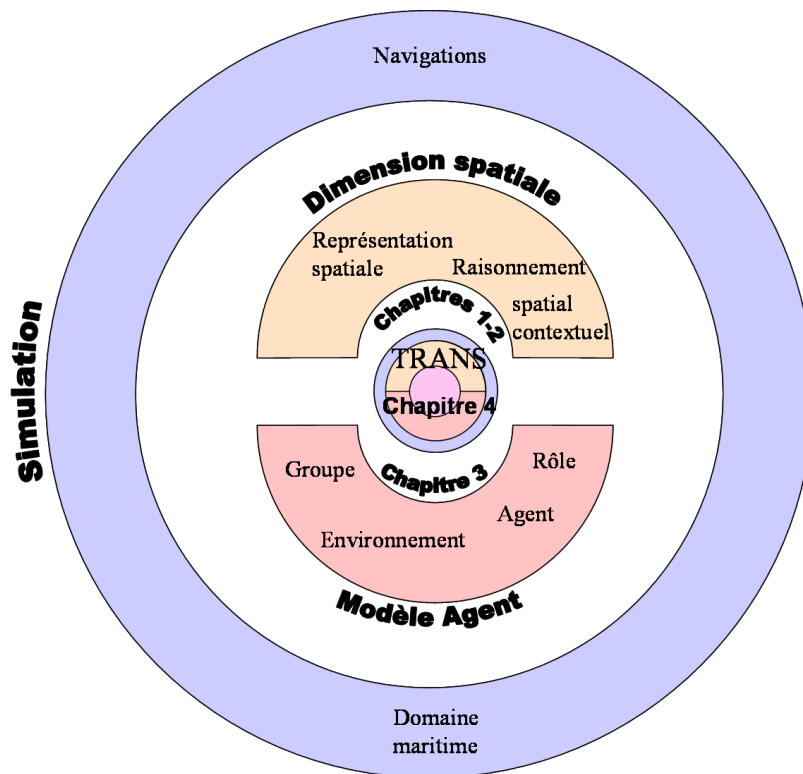 Navigations
Dimension spatiale
Représentation
spatiale
Raisonnement
spatial
contextuel
Chapitres 1-2
Simulation
TRANS
Chapitre 4
Chapitre 3
Groupe
Rôle
Agent
Environnement
Modèle Agent
Domaine
maritime